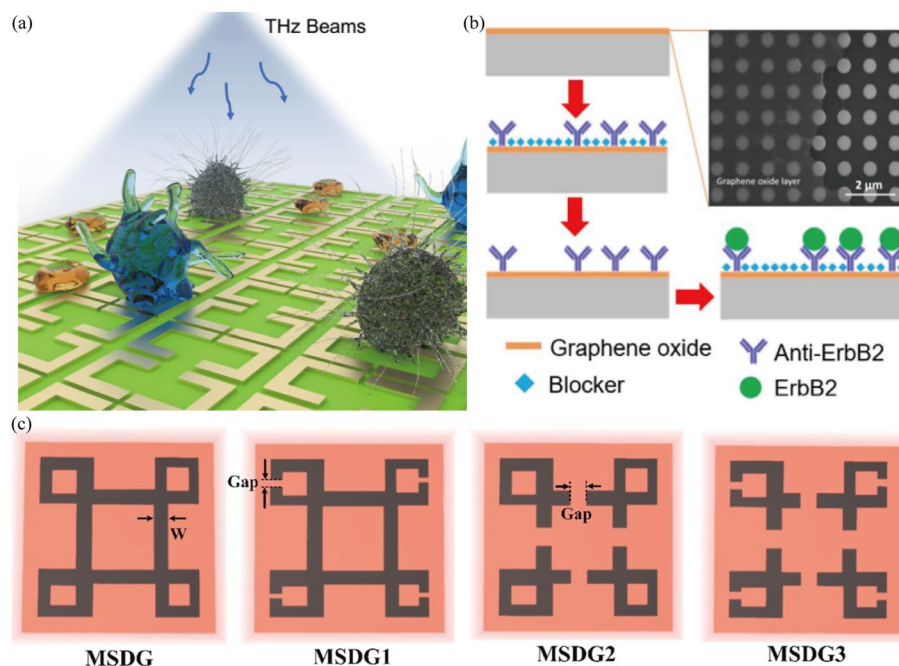 (a)
THz Beams
(b)
Graphene oxide layer
2 μm
Graphene oxide
Anti-ErbB2
Blocker
ErbB2
(c)
Gap
W
Gap
MSDG
MSDG1
MSDG2
MSDG3